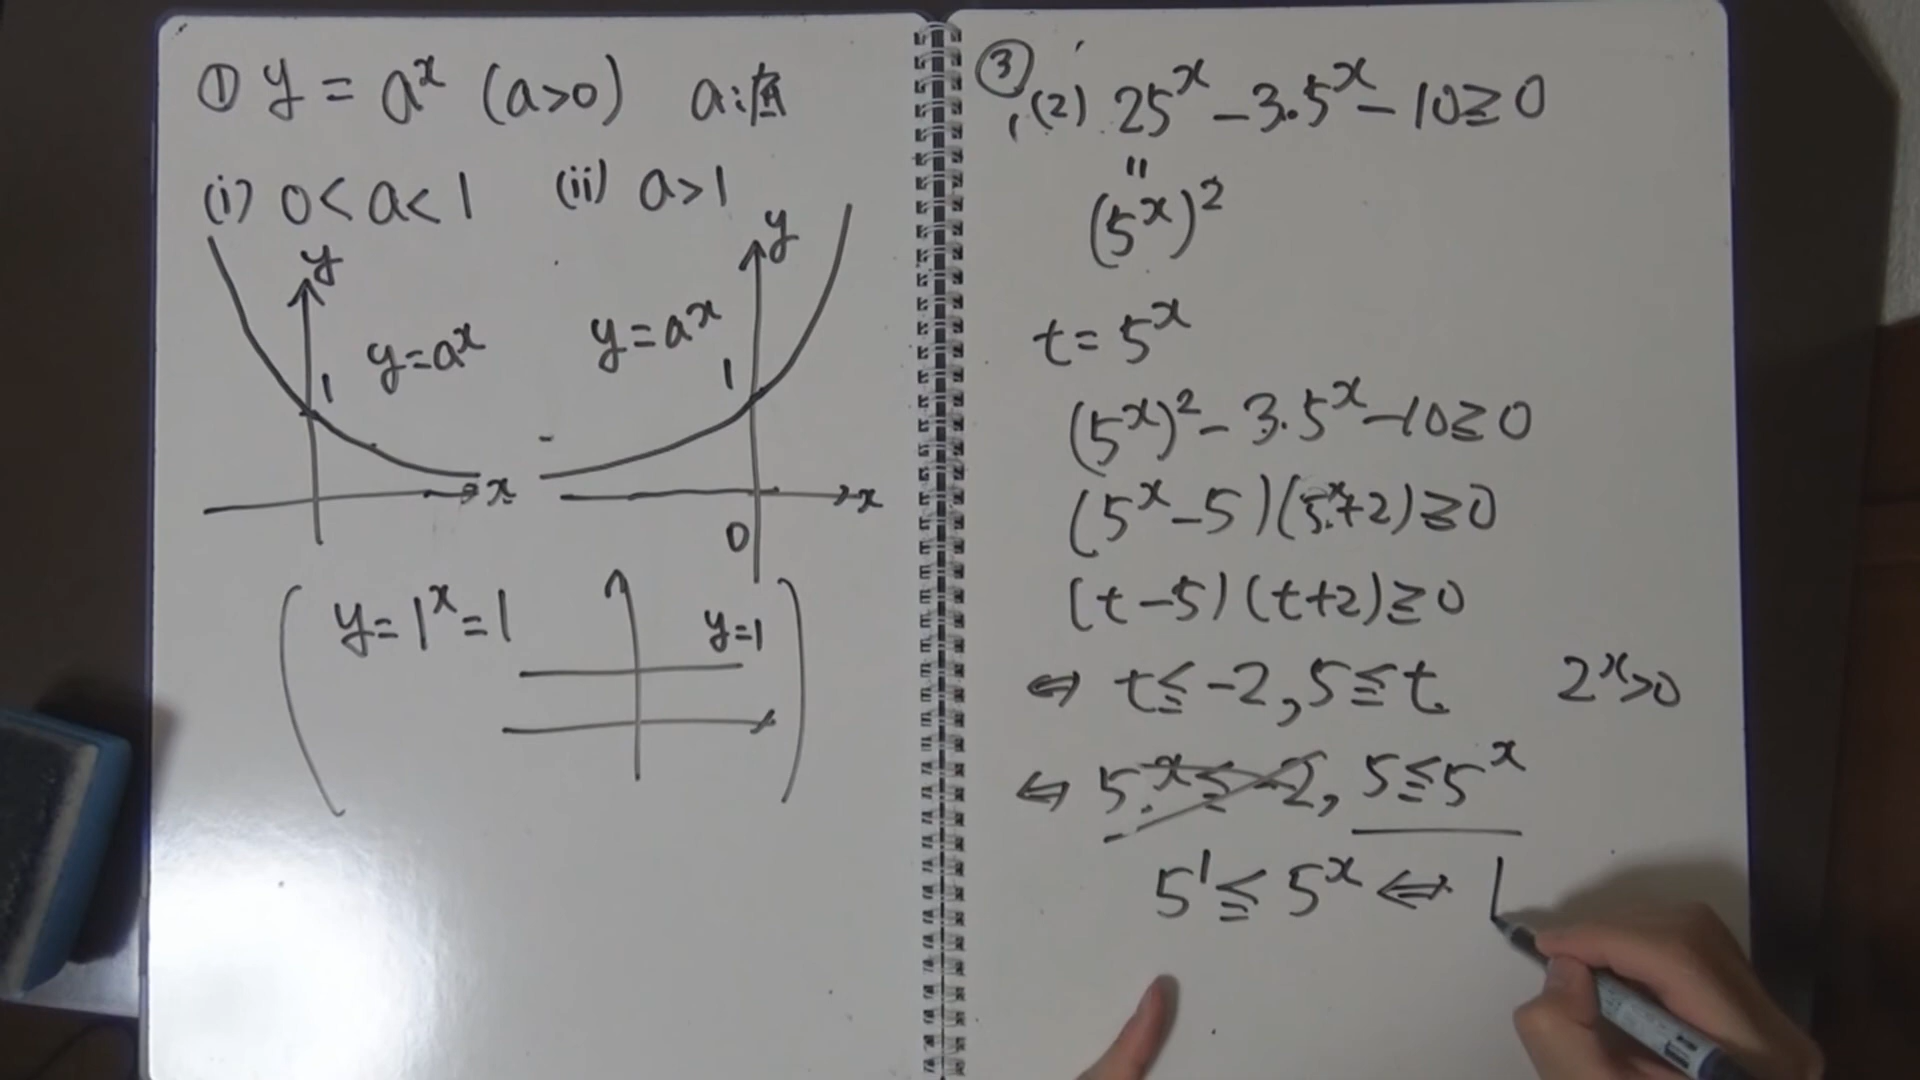 ① y = a^x (a>0) a:底
(i) 0<a<1 (ii) a>1
y y
y=a^x y=a^x
1 1
x x
0
y=1^x=1 y=1
③
(2) 25^x-3・5^x-10≧0
=
(5^x)^2
t=5^x
(5^x)^2-3・5^x-10≧0
(5^x-5)(5^x+2)≧0
(t-5)(t+2)≧0
⇔ t≦-2, 5≦t. 2^x>0
⇔ 5^x≦-2, 5≦5^x
5^1≦5^x ⇔ 1